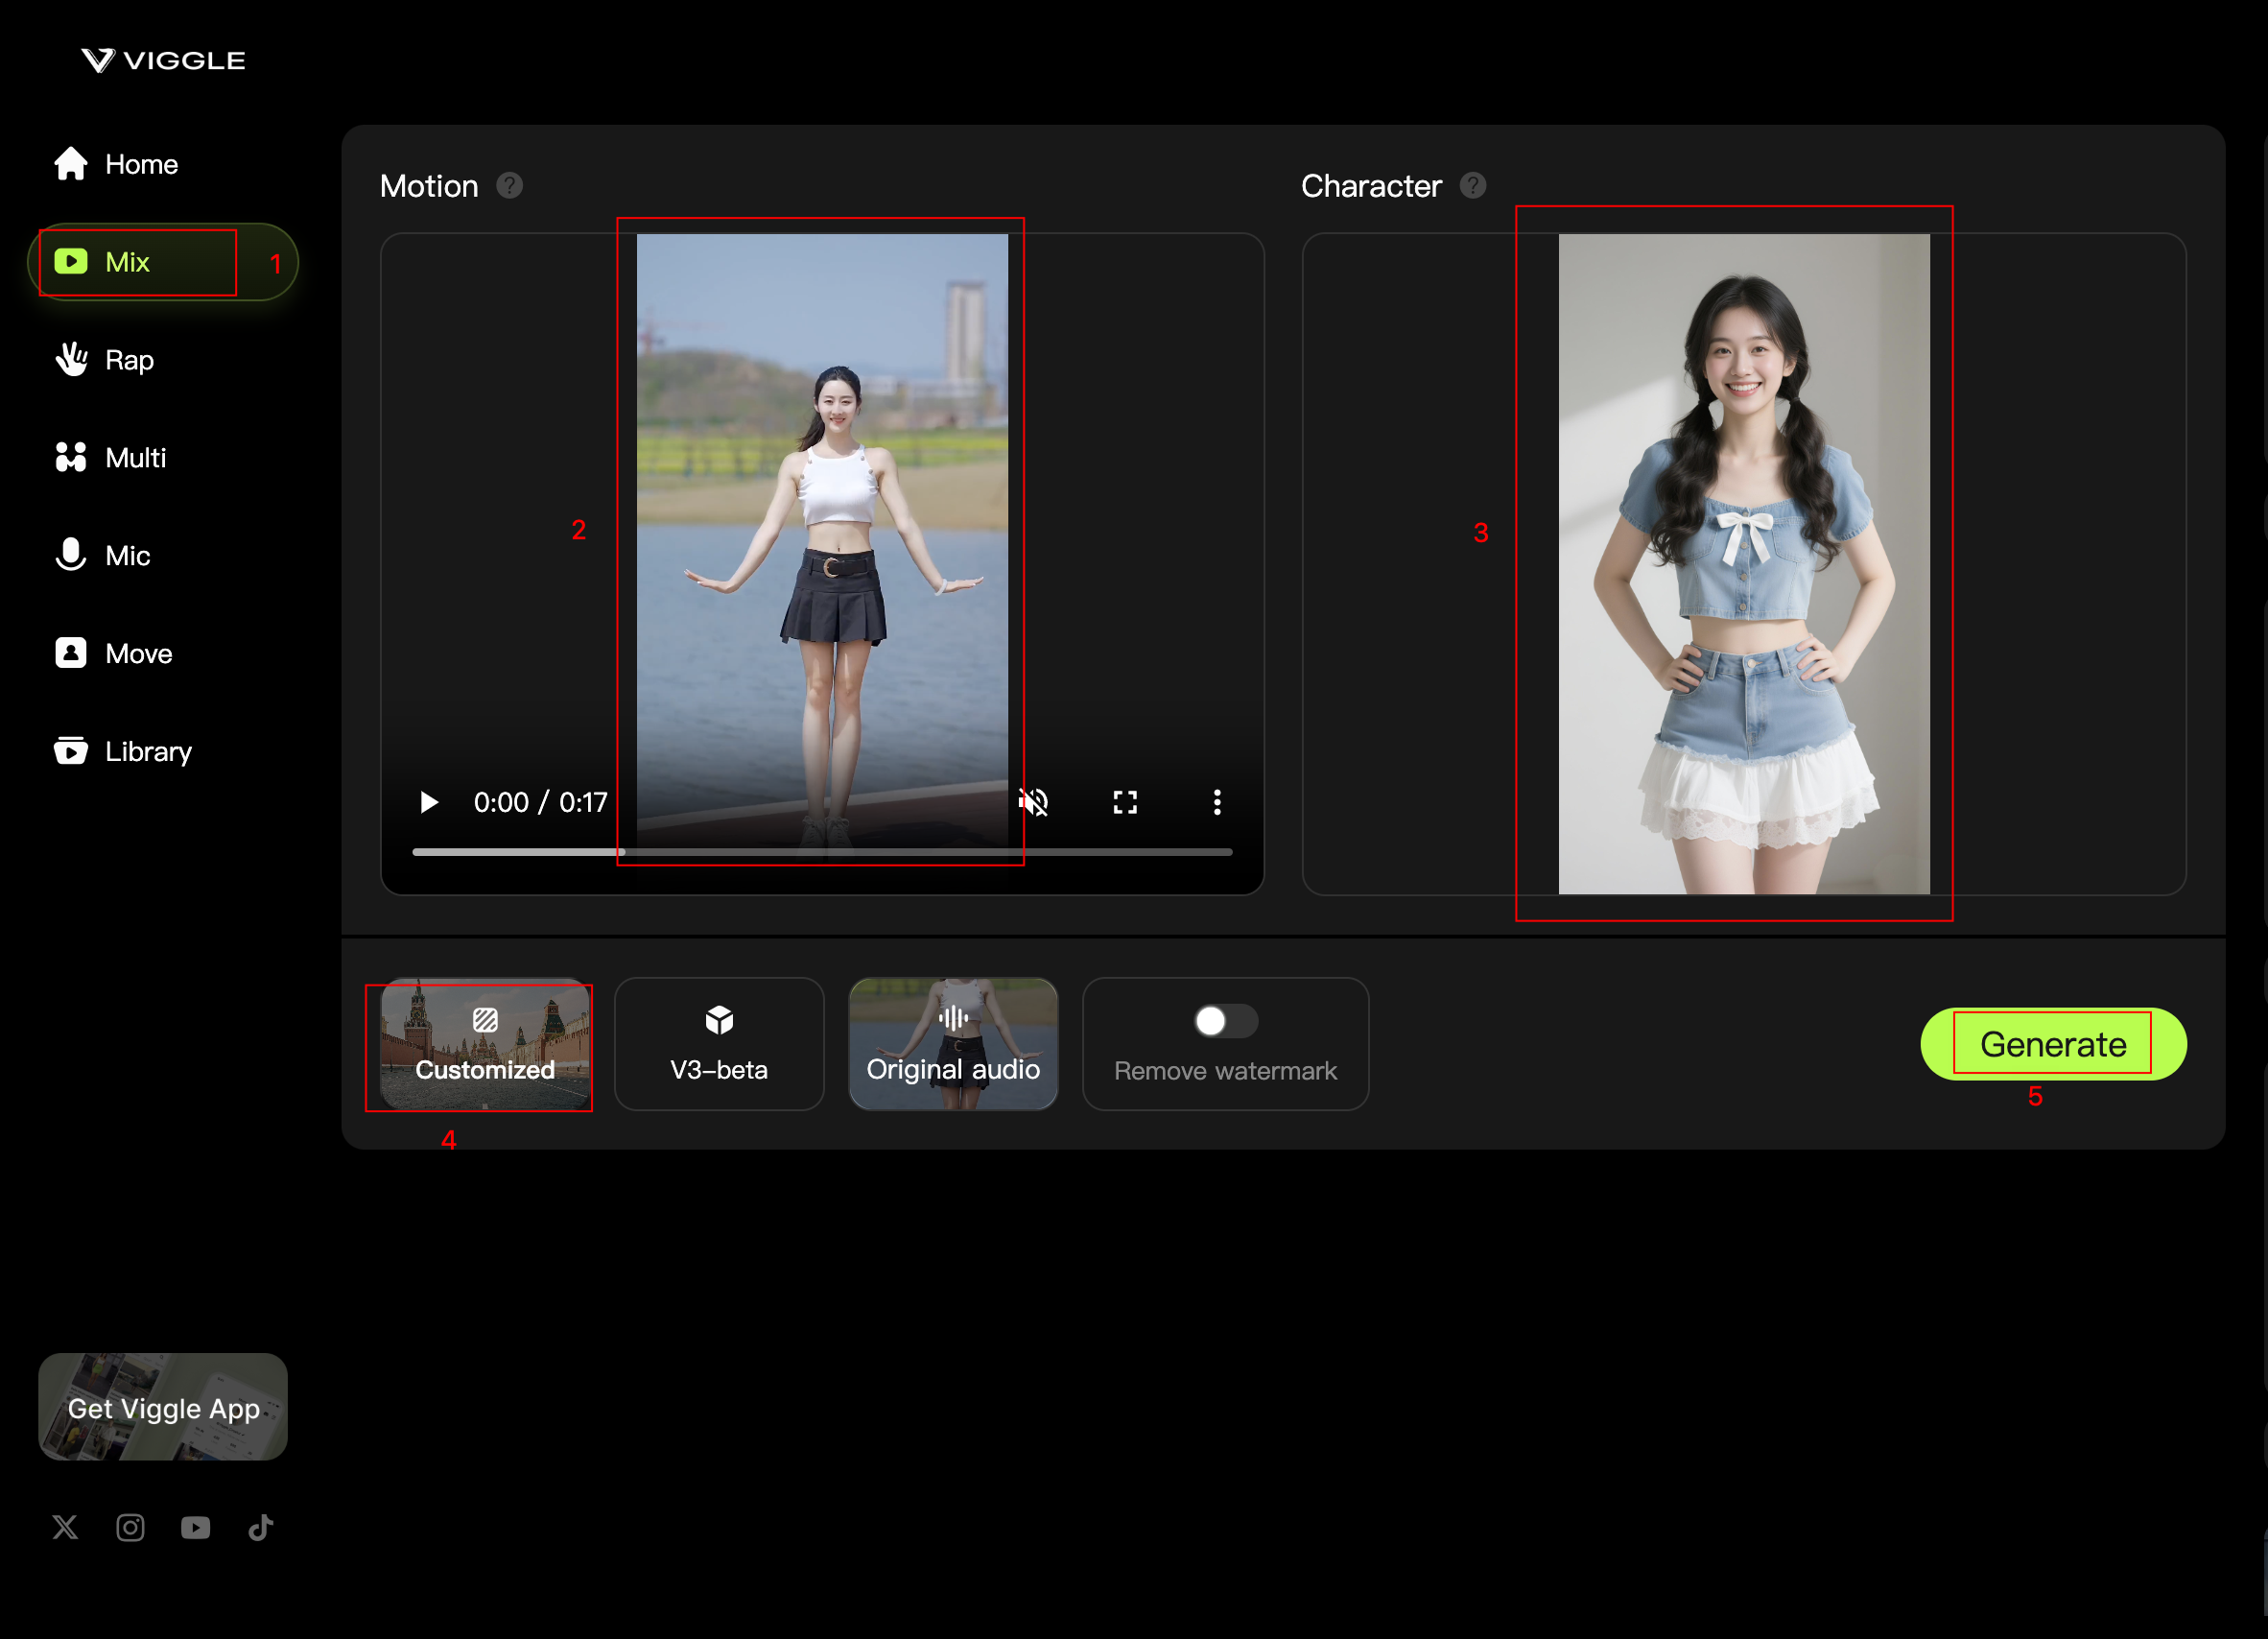 VIGGLE
Home
Mix
1
Rap
Multi
Mic
Move
Library
Motion ?
2
0:00 / 0:17
Character ?
3
Customized
4
V3-beta
Original audio
Remove watermark
Generate
5
Get Viggle App